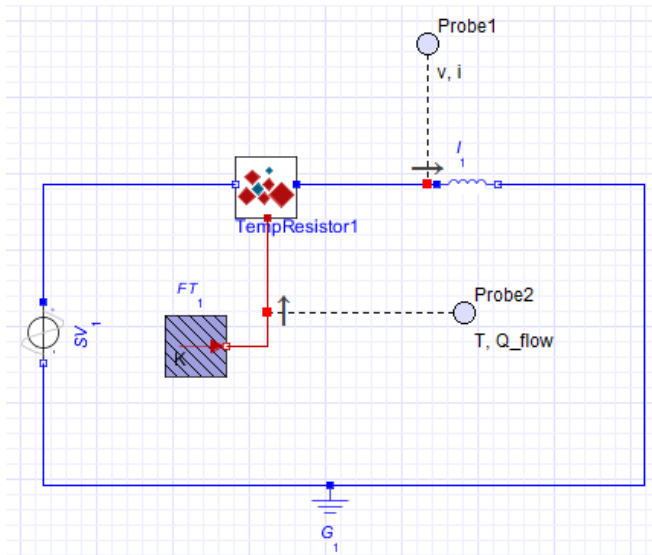 Probe1
v, i
I
1
TempResistor1
FT
1
Probe2
K
T, Q_flow
SV
1
G
1